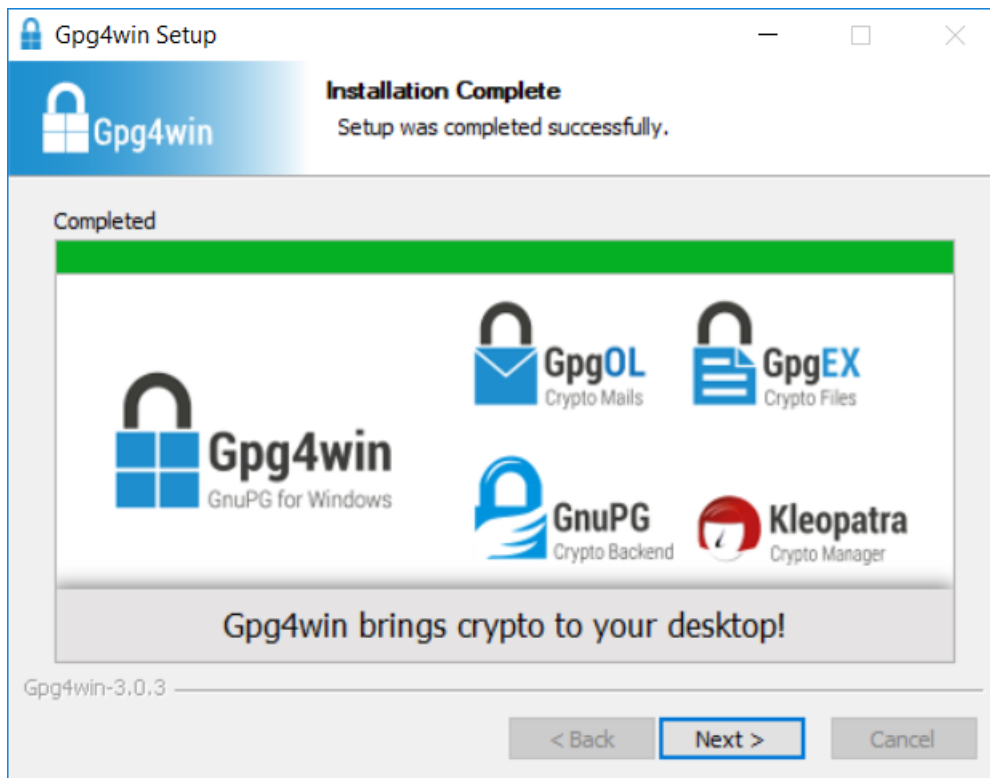 Gpg4win Setup
Gpg4win
Installation Complete
Setup was completed successfully.
Completed
Gpg4win
GnuPG for Windows
GpgOL
Crypto Mails
GpgEX
Crypto Files
GnuPG
Crypto Backend
Kleopatra
Crypto Manager
Gpg4win brings crypto to your desktop!
Gpg4win-3.0.3
< Back
Next >
Cancel